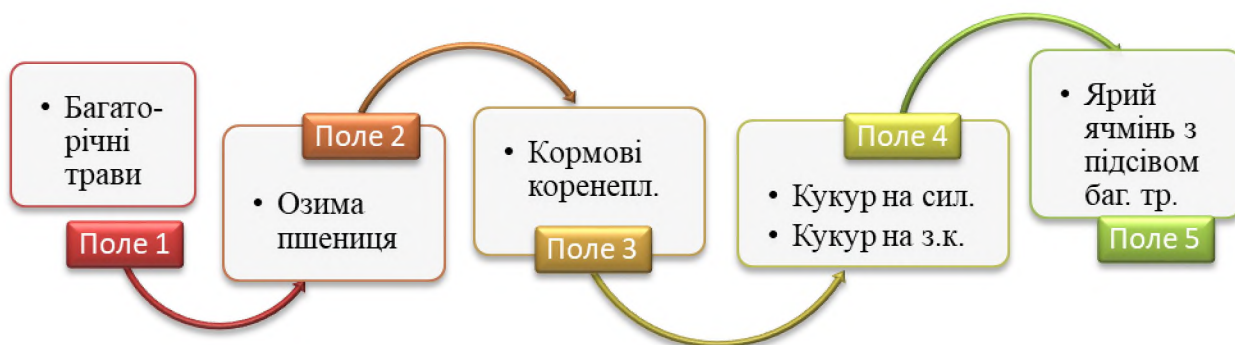 • Багато-
річні
трави
Поле 1
Поле 2
• Озима
пшениця
• Кормові
коренепл.
Поле 3
Поле 4
• Кукур на сил.
• Кукур на з.к.
• Ярий
ячмінь з
підсівом
баг. тр.
Поле 5